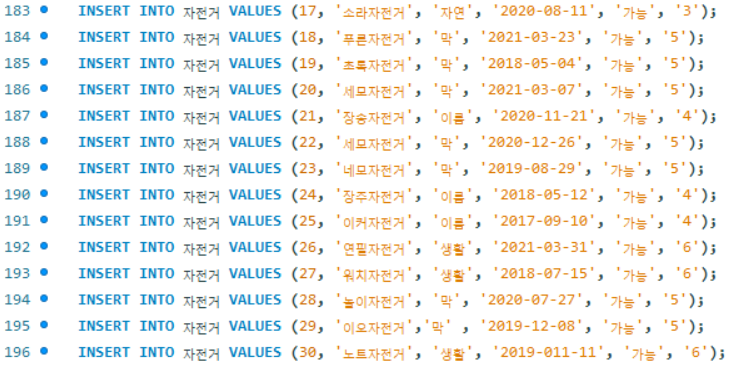 183 INSERT INTO 자전거 VALUES (17, '소라자전거', '자연', '2020-08-11', '가능', '3');
184 INSERT INTO 자전거 VALUES (18, '푸른자전거', '막', '2021-03-23', '가능', '5');
185 INSERT INTO 자전거 VALUES (19, '초록자전거', '막', '2018-05-04', '가능', '5');
186 INSERT INTO 자전거 VALUES (20, '세모자전거', '막', '2021-03-07', '가능', '5');
187 INSERT INTO 자전거 VALUES (21, '장승자전거', '이름', '2020-11-21', '가능', '4');
188 INSERT INTO 자전거 VALUES (22, '세모자전거', '막', '2020-12-26', '가능', '5');
189 INSERT INTO 자전거 VALUES (23, '네모자전거', '막', '2019-08-29', '가능', '5');
190 INSERT INTO 자전거 VALUES (24, '장주자전거', '이름', '2018-05-12', '가능', '4');
191 INSERT INTO 자전거 VALUES (25, '이커자전거', '이름', '2017-09-10', '가능', '4');
192 INSERT INTO 자전거 VALUES (26, '연필자전거', '생활', '2021-03-31', '가능', '6');
193 INSERT INTO 자전거 VALUES (27, '워치자전거', '생활', '2018-07-15', '가능', '6');
194 INSERT INTO 자전거 VALUES (28, '놀이자전거', '막', '2020-07-27', '가능', '5');
195 INSERT INTO 자전거 VALUES (29, '이오자전거','막' , '2019-12-08', '가능', '5');
196 INSERT INTO 자전거 VALUES (30, '노트자전거', '생활', '2019-011-11', '가능', '6');